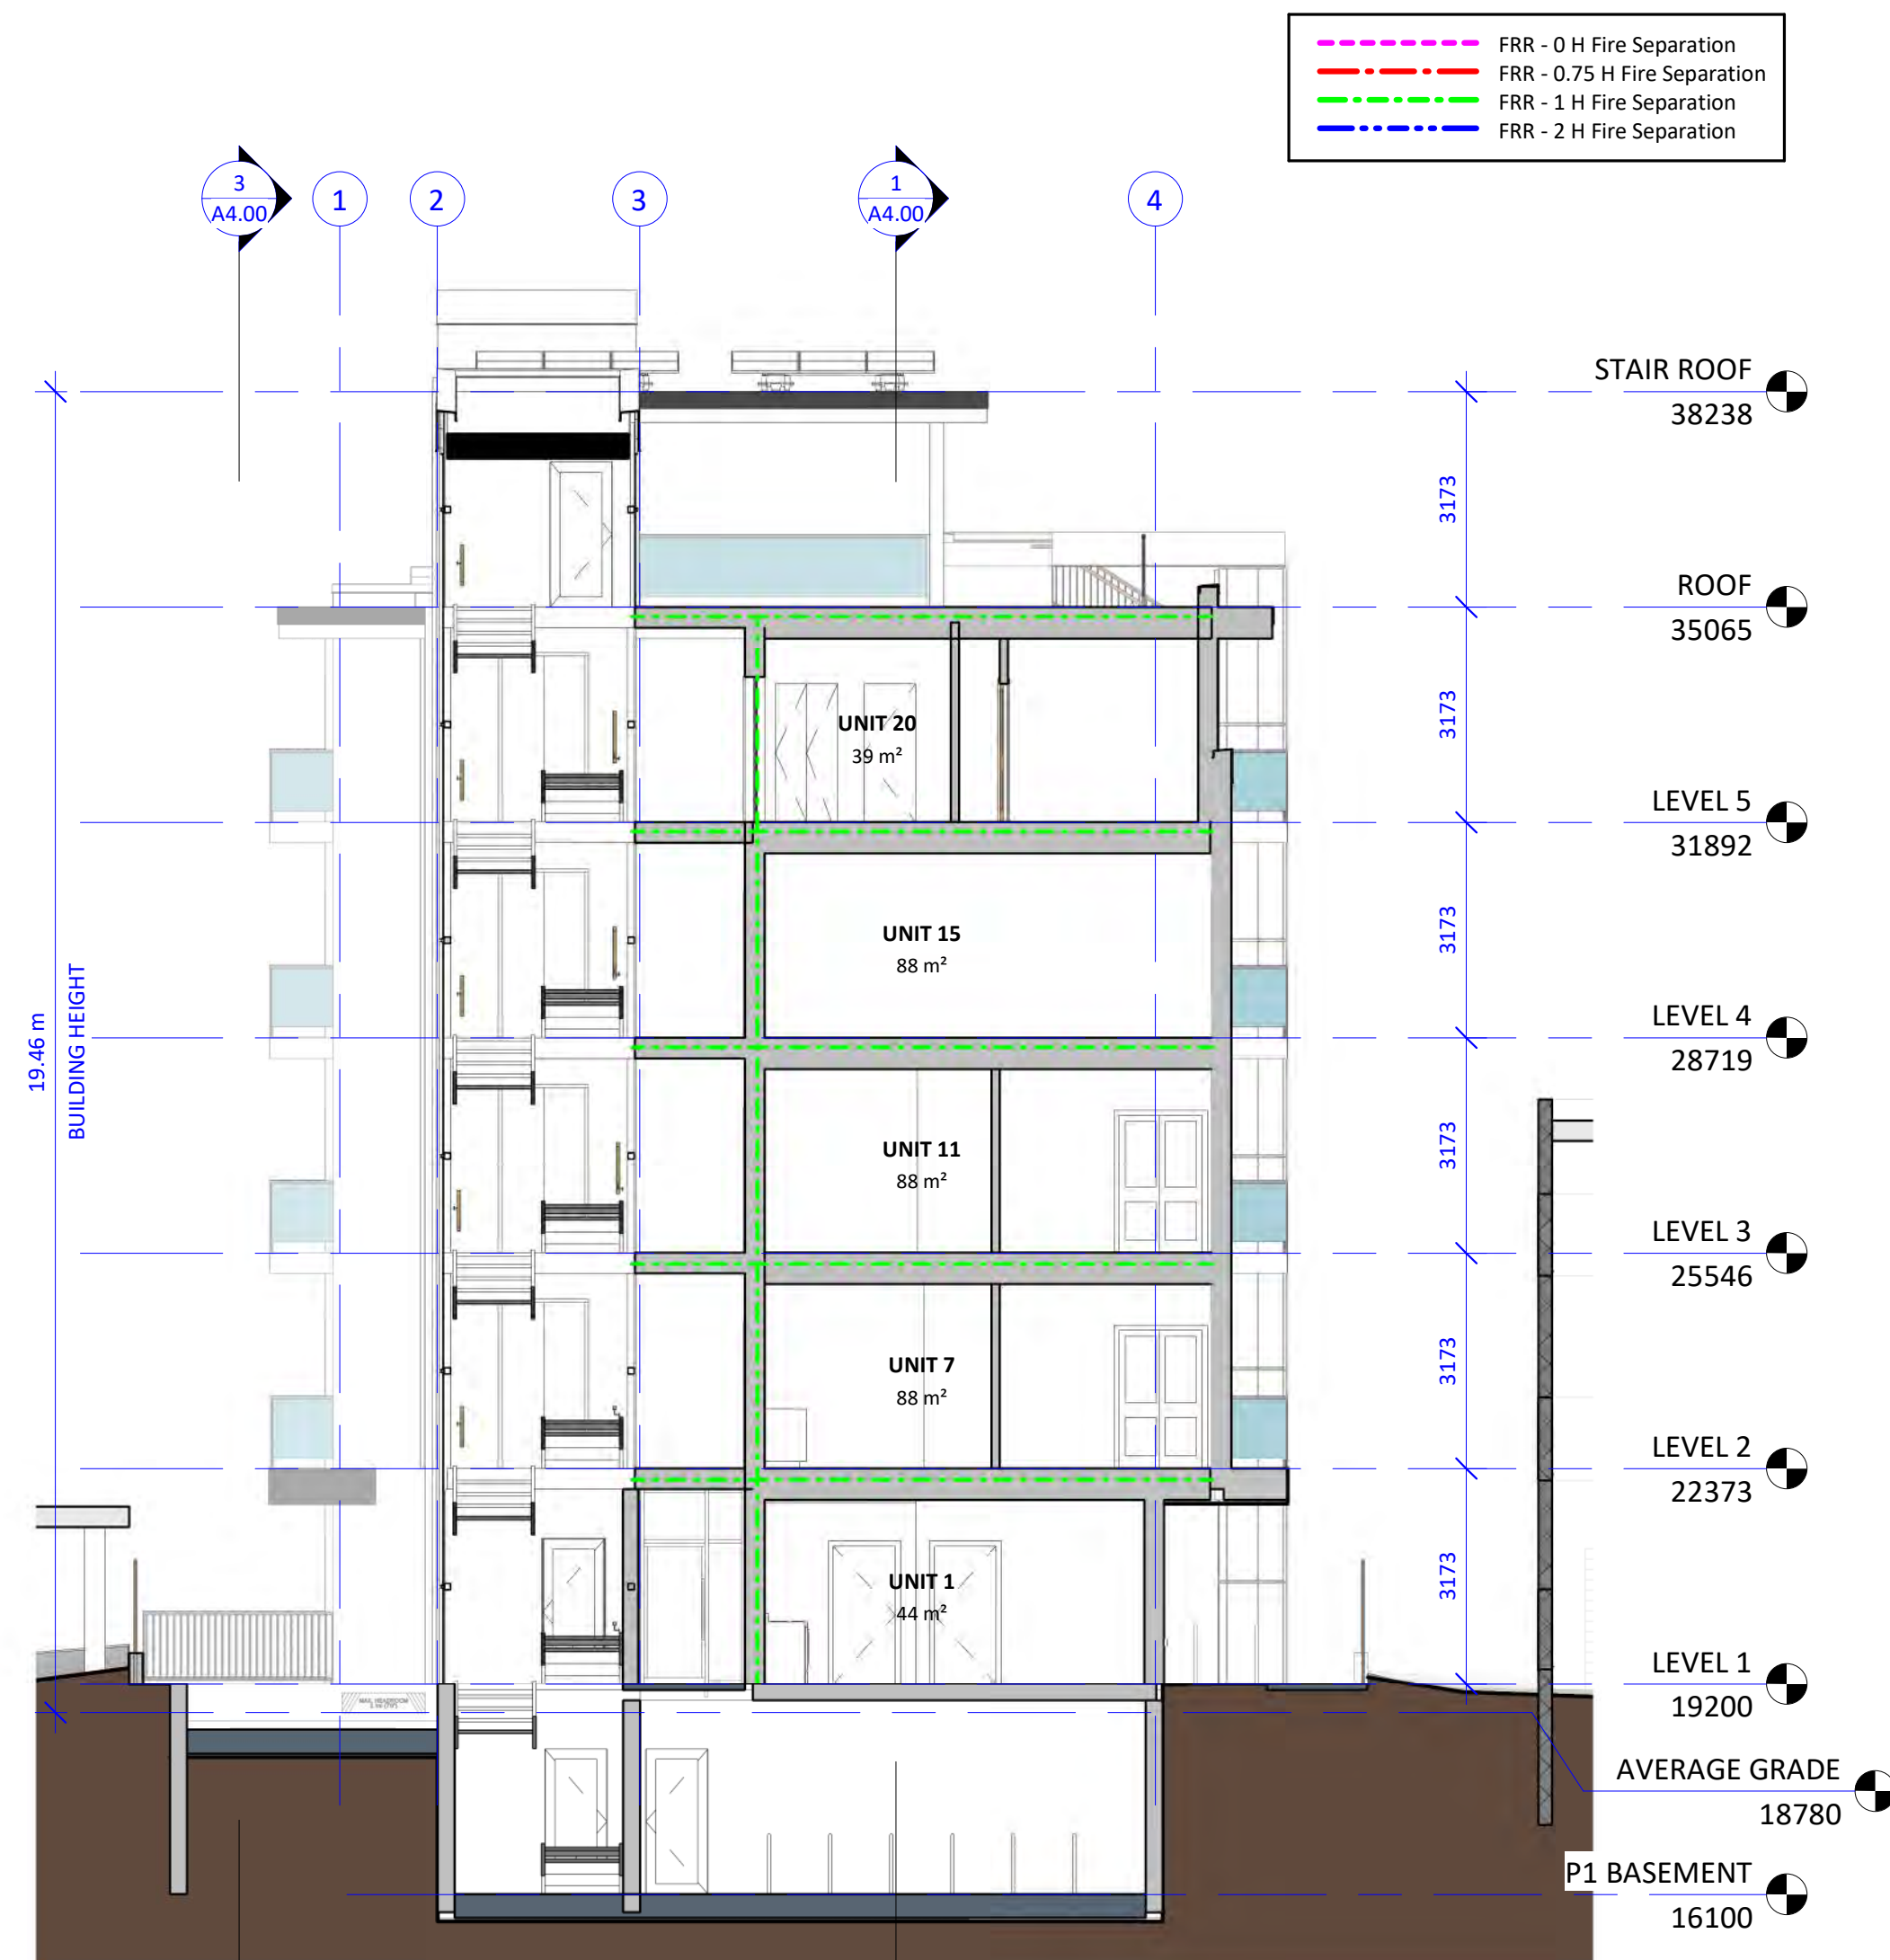 FRR - 0 H Fire Separation
FRR - 0.75 H Fire Separation
FRR - 1 H Fire Separation
FRR - 2 H Fire Separation
3
A4.00
1
2
3
1
A4.00
4
STAIR ROOF
38238
3173
ROOF
35065
3173
UNIT 20
39 m²
LEVEL 5
31892
3173
UNIT 15
88 m²
LEVEL 4
28719
19.46 m
BUILDING HEIGHT
3173
UNIT 11
88 m²
LEVEL 3
25546
3173
UNIT 7
88 m²
LEVEL 2
22373
3173
UNIT 1
44 m²
LEVEL 1
19200
AVERAGE GRADE
18780
P1 BASEMENT
16100